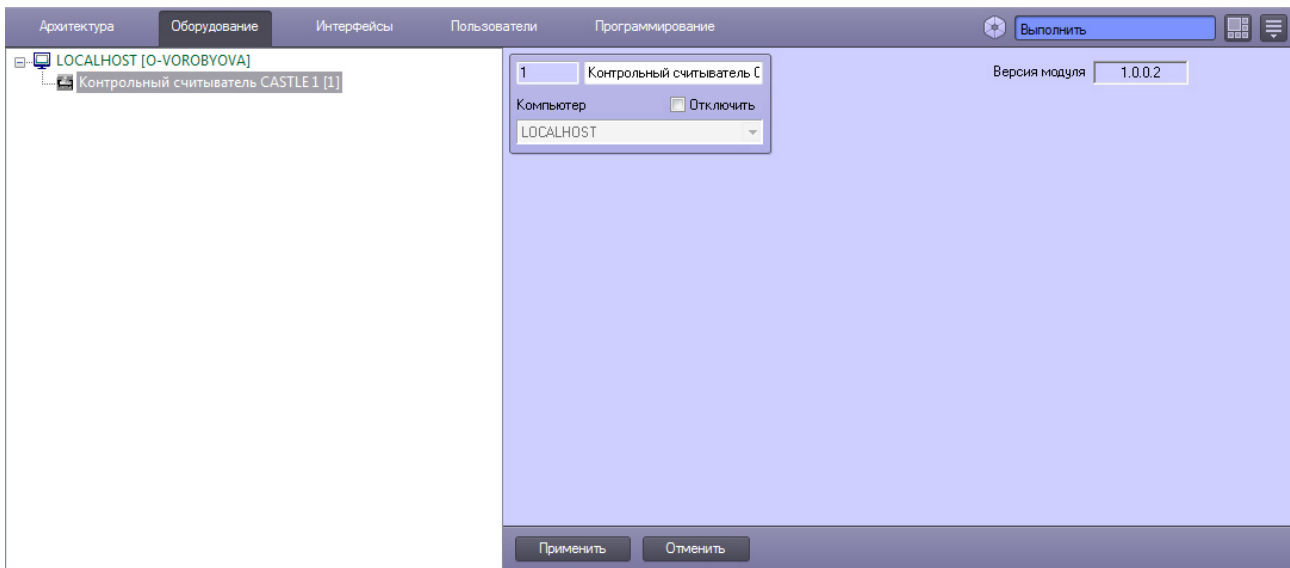 Архитектура Оборудование Интерфейсы Пользователи Программирование Выполнить
LOCALHOST [O-VOROBYOVA]
Контрольный считыватель CASTLE 1 [1]
1 Контрольный считыватель С
Компьютер Отключить
LOCALHOST
Версия модуля 1.0.0.2
Применить Отменить